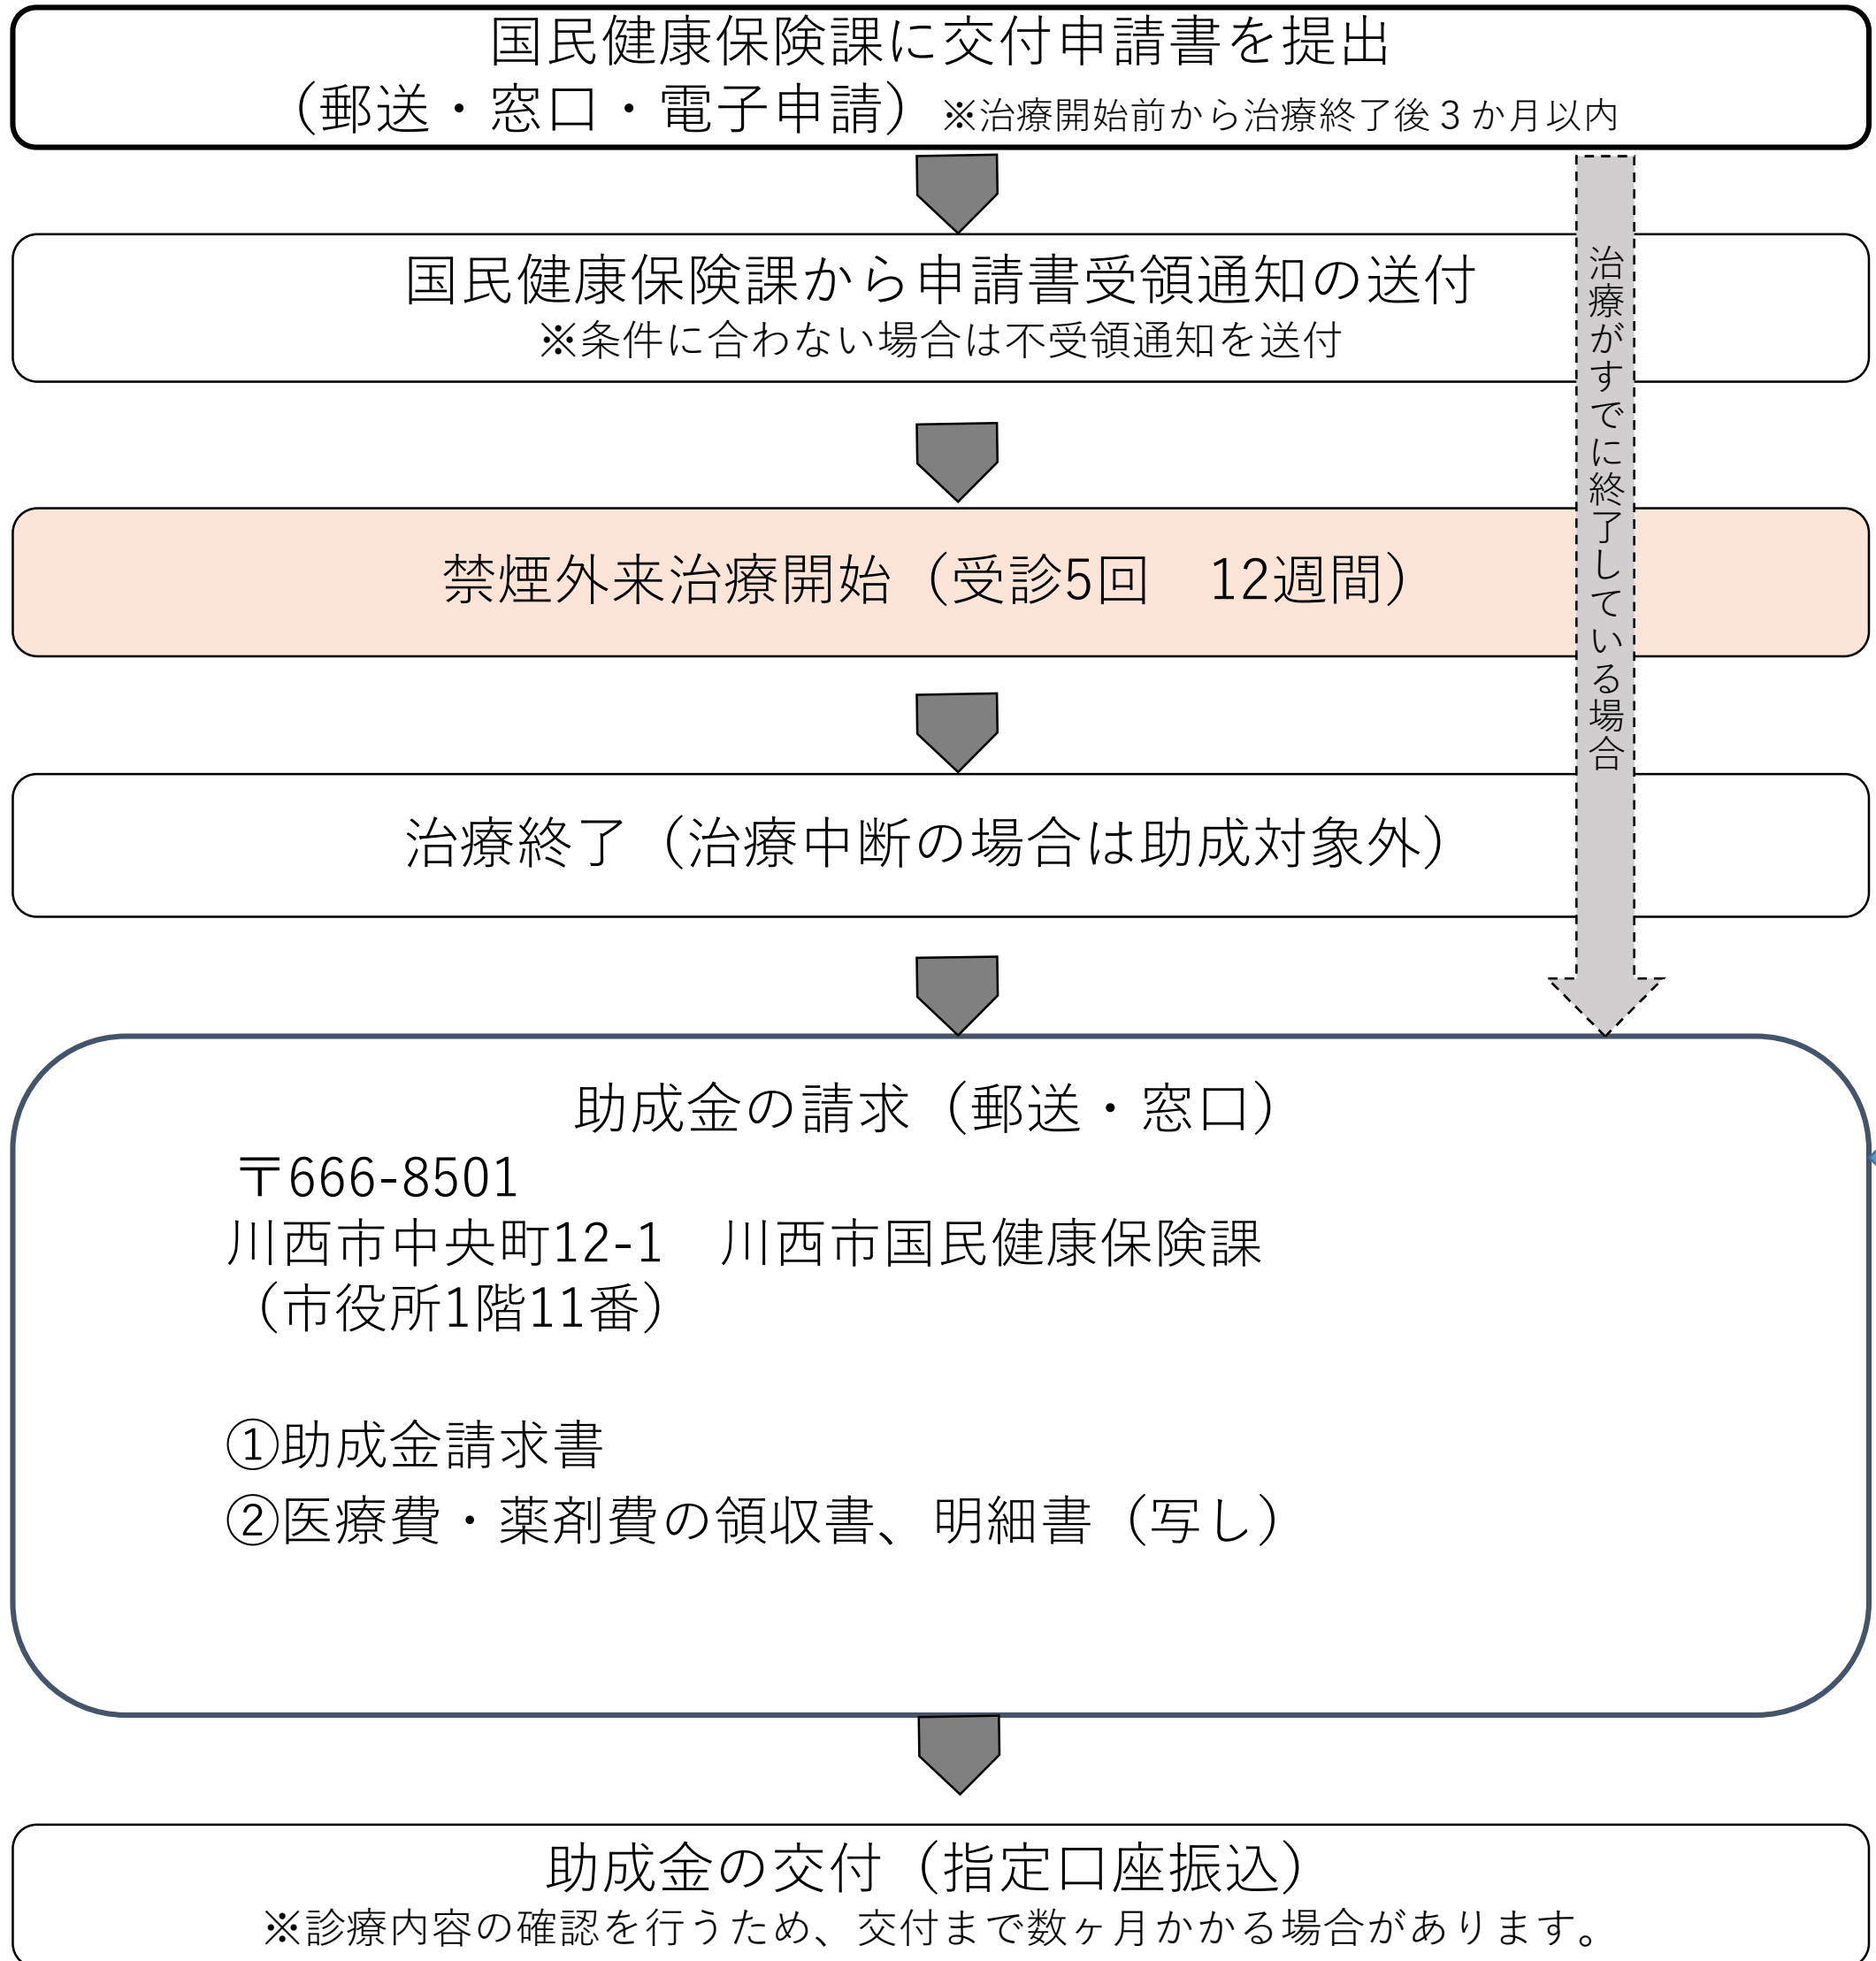 国民健康保険課に交付申請書を提出
（郵送・窓口・電子申請）※治療開始前から治療終了後３か月以内
国民健康保険課から申請書受領通知の送付
※条件に合わない場合は不受領通知を送付
治療がすでに終了している場合
禁煙外来治療開始（受診5回　12週間）
治療終了（治療中断の場合は助成対象外）
助成金の請求（郵送・窓口）
〒666-8501
川西市中央町12-1　川西市国民健康保険課
（市役所1階11番）
①助成金請求書
②医療費・薬剤費の領収書、明細書（写し）
助成金の交付（指定口座振込）
※診療内容の確認を行うため、交付まで数ヶ月かかる場合があります。